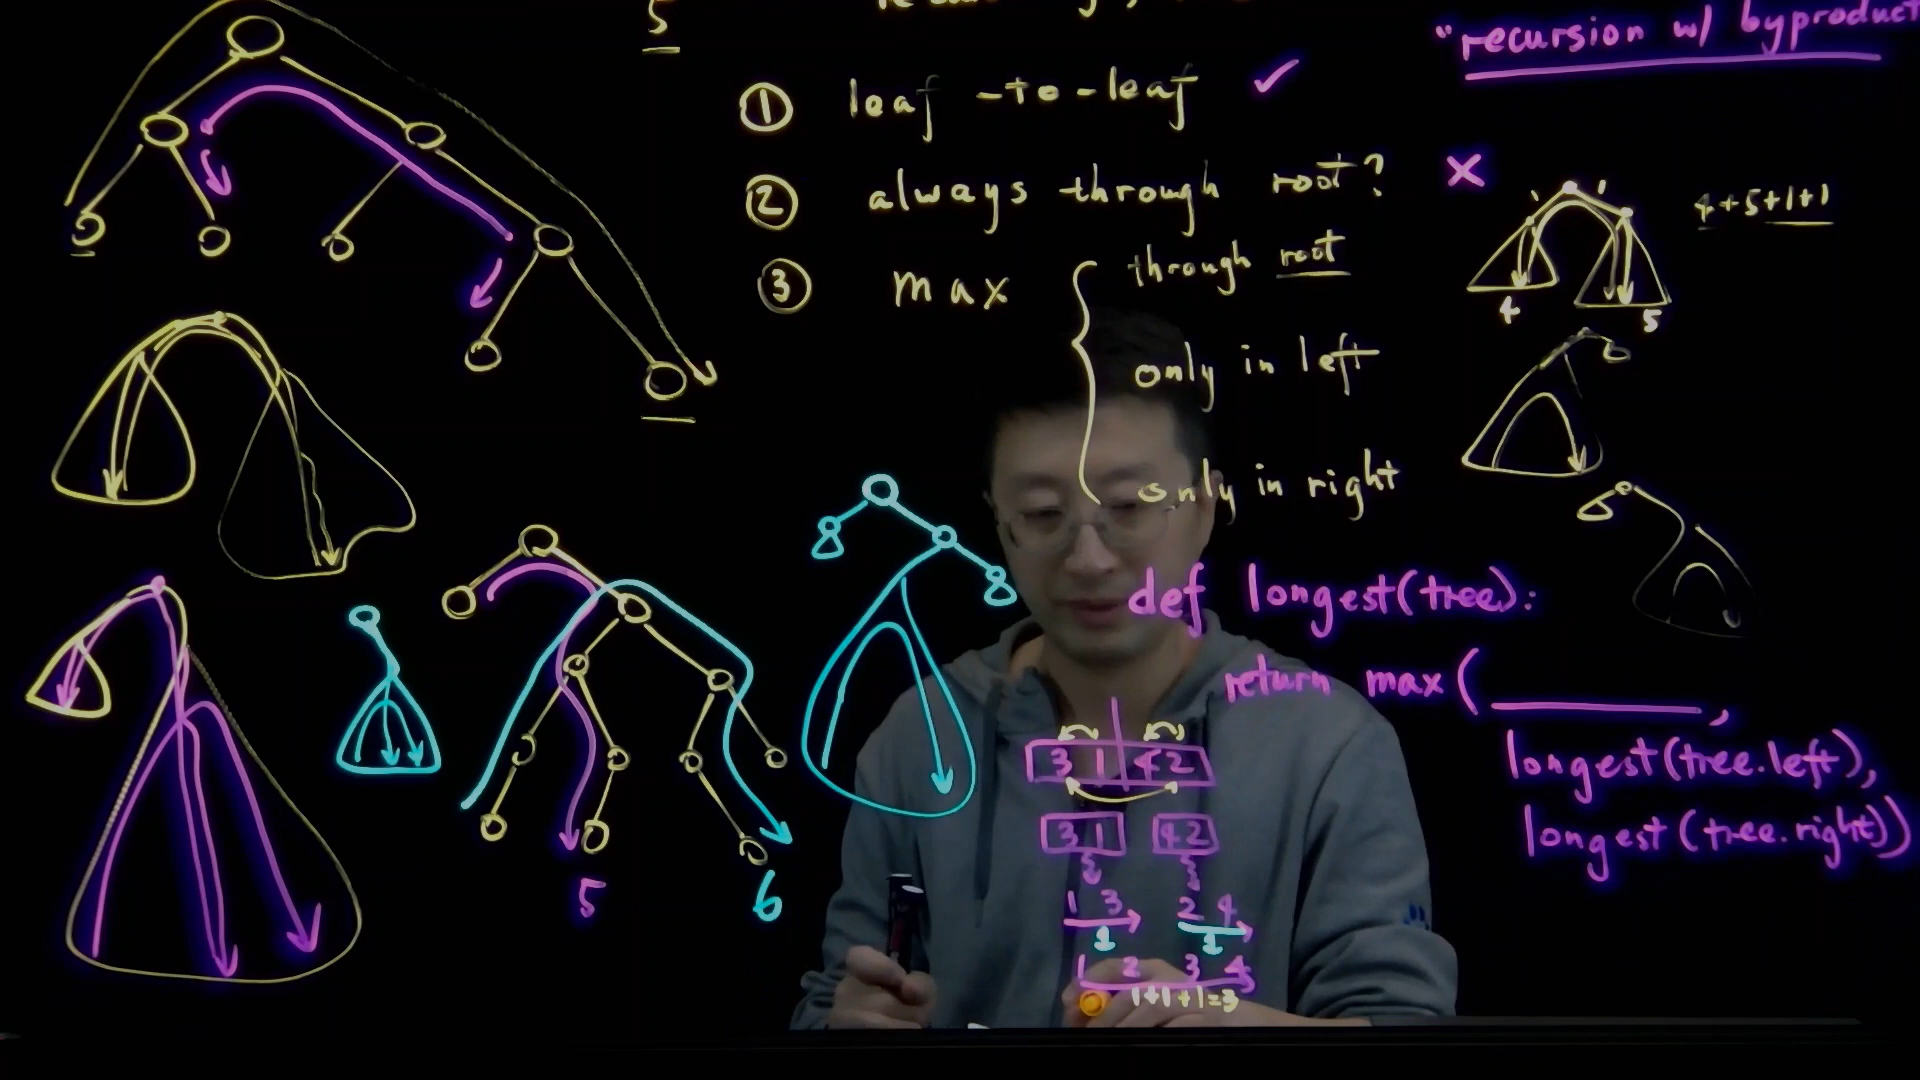 5
"recursion w/ byproduct
① leaf-to-leaf ✓
② always through root? ✗
4+5+1+1
③ max { through root
only in left
only in right
4 5
def longest(tree):
return max(__________,
longest(tree.left),
longest(tree.right))
3 1 4 2
3 1 4 2
1 3 2 4
1 1
1 2 3 4
1+1+1=3
5
6